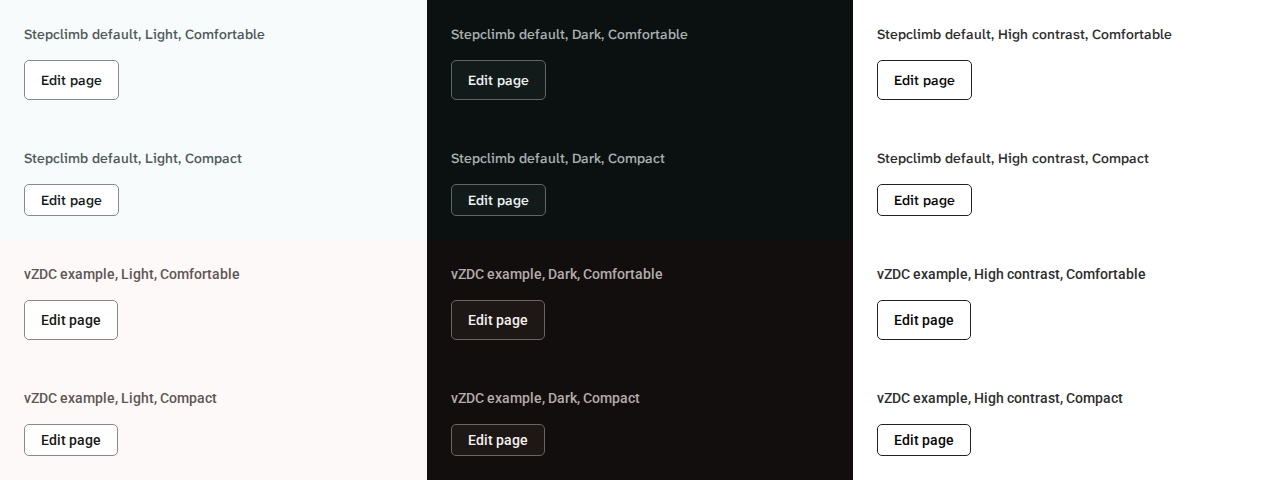 Stepclimb default, Light, Comfortable
Edit page
Stepclimb default, Dark, Comfortable
Edit page
Stepclimb default, High contrast, Comfortable
Edit page
Stepclimb default, Light, Compact
Edit page
Stepclimb default, Dark, Compact
Edit page
Stepclimb default, High contrast, Compact
Edit page
vZDC example, Light, Comfortable
Edit page
vZDC example, Dark, Comfortable
Edit page
vZDC example, High contrast, Comfortable
Edit page
vZDC example, Light, Compact
Edit page
vZDC example, Dark, Compact
Edit page
vZDC example, High contrast, Compact
Edit page